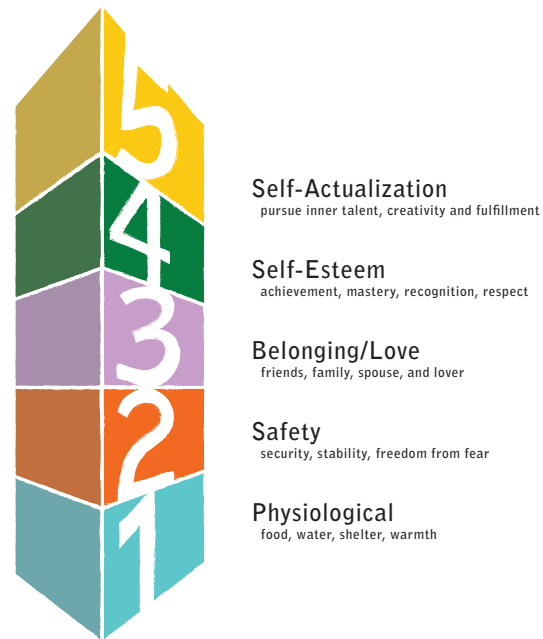 5
Self-Actualization
pursue inner talent, creativity and fulfillment
4
Self-Esteem
achievement, mastery, recognition, respect
3
Belonging/Love
friends, family, spouse, and lover
2
Safety
security, stability, freedom from fear
1
Physiological
food, water, shelter, warmth